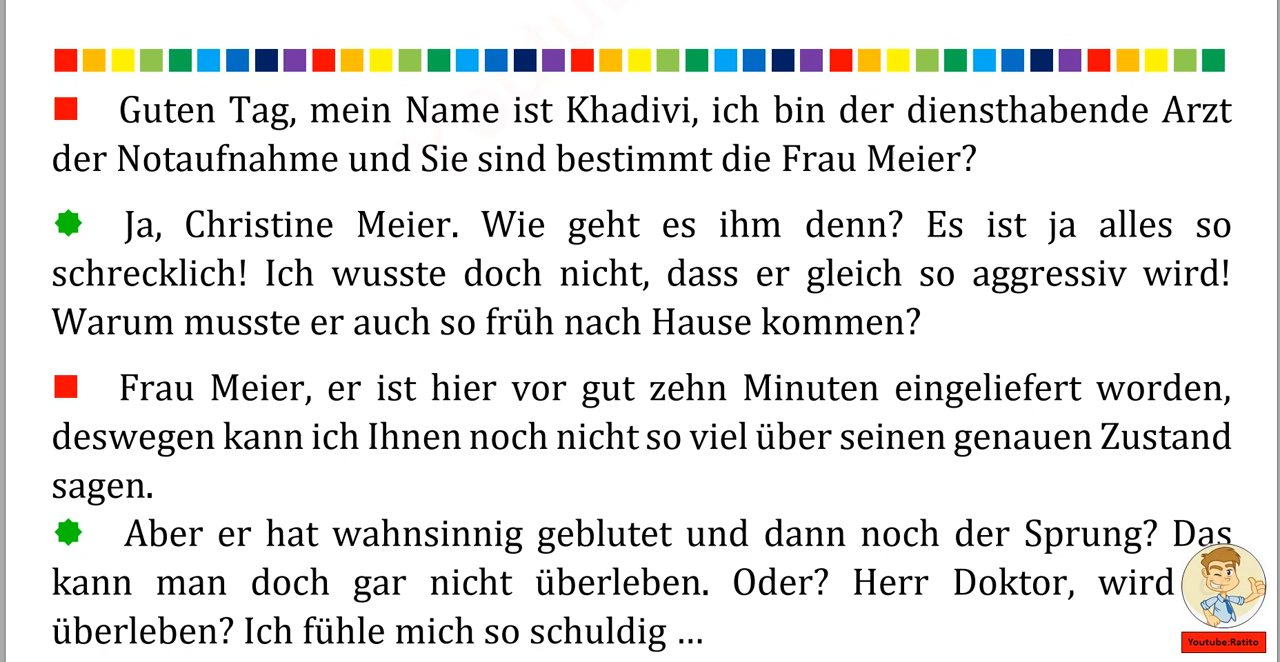 Guten Tag, mein Name ist Khadivi, ich bin der diensthabende Arzt
der Notaufnahme und Sie sind bestimmt die Frau Meier?
Ja, Christine Meier. Wie geht es ihm denn? Es ist ja alles so
schrecklich! Ich wusste doch nicht, dass er gleich so aggressiv wird!
Warum musste er auch so früh nach Hause kommen?
Frau Meier, er ist hier vor gut zehn Minuten eingeliefert worden,
deswegen kann ich Ihnen noch nicht so viel über seinen genauen Zustand
sagen.
Aber er hat wahnsinnig geblutet und dann noch der Sprung? Das
kann man doch gar nicht überleben. Oder? Herr Doktor, wird
überleben? Ich fühle mich so schuldig ...
Youtube:Ratito